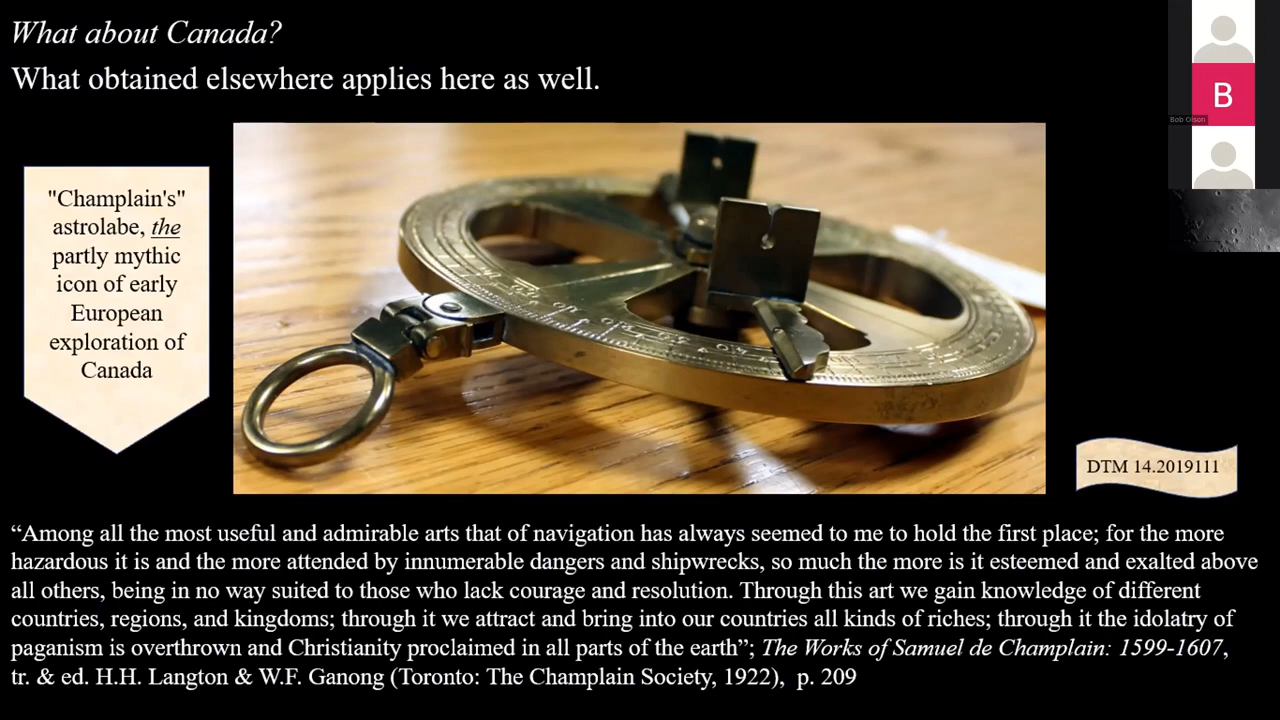 What about Canada?
What obtained elsewhere applies here as well.
"Champlain's"
astrolabe, the
partly mythic
icon of early
European
exploration of
Canada
B
Bob Olson
DTM 14.2019111
“Among all the most useful and admirable arts that of navigation has always seemed to me to hold the first place; for the more
hazardous it is and the more attended by innumerable dangers and shipwrecks, so much the more is it esteemed and exalted above
all others, being in no way suited to those who lack courage and resolution. Through this art we gain knowledge of different
countries, regions, and kingdoms; through it we attract and bring into our countries all kinds of riches; through it the idolatry of
paganism is overthrown and Christianity proclaimed in all parts of the earth”; The Works of Samuel de Champlain: 1599-1607,
tr. & ed. H.H. Langton & W.F. Ganong (Toronto: The Champlain Society, 1922), p. 209